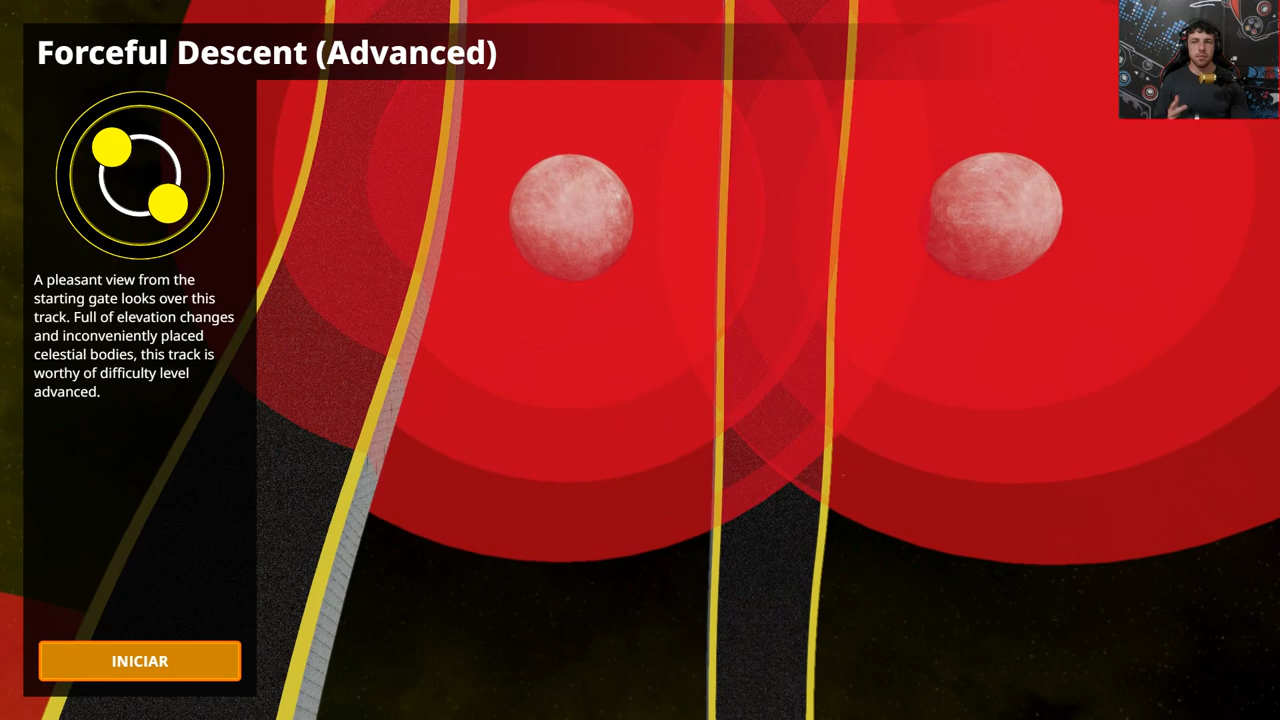 Forceful Descent (Advanced)
A pleasant view from the
starting gate looks over this
track. Full of elevation changes
and inconveniently placed
celestial bodies, this track is
worthy of difficulty level
advanced.
INICIAR